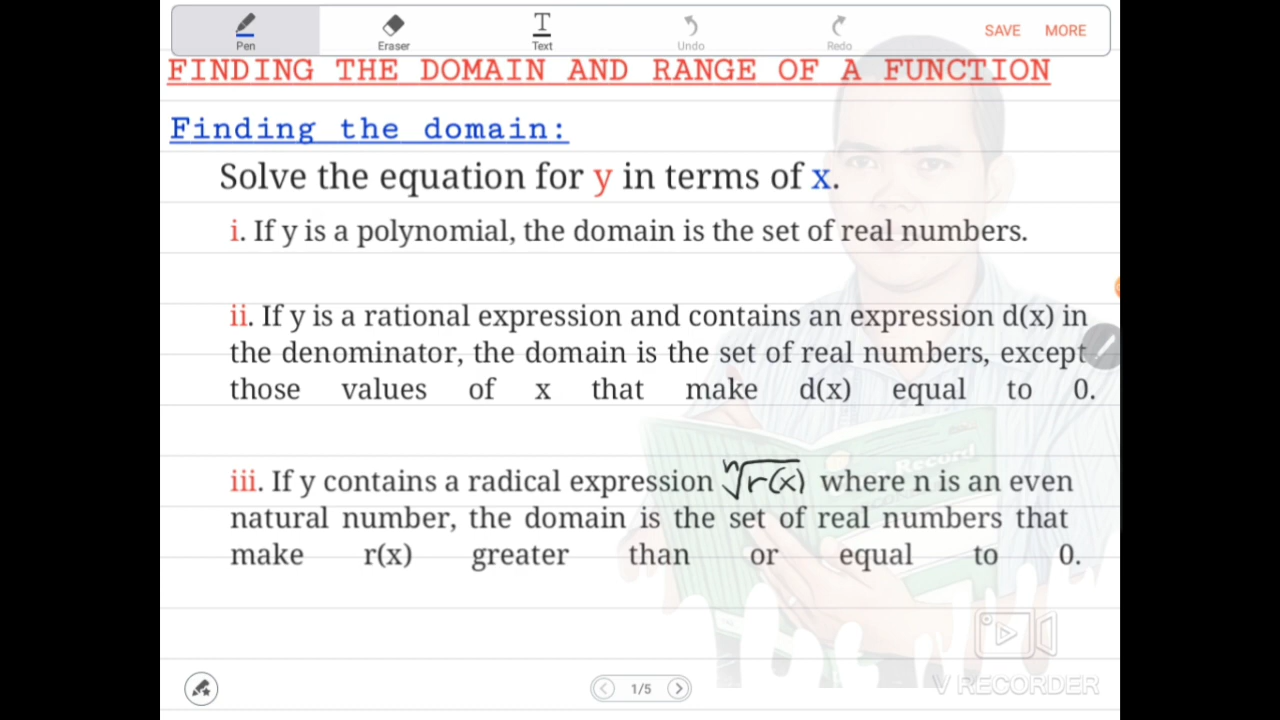 Pen Eraser Text Undo Redo SAVE MORE
FINDING THE DOMAIN AND RANGE OF A FUNCTION
Finding the domain:
Solve the equation for y in terms of x.
i. If y is a polynomial, the domain is the set of real numbers.
ii. If y is a rational expression and contains an expression d(x) in
the denominator, the domain is the set of real numbers, except
those values of x that make d(x) equal to 0.
iii. If y contains a radical expression ⁿ√r(x) where n is an even
natural number, the domain is the set of real numbers that
make r(x) greater than or equal to 0.
1/5
V RECORDER